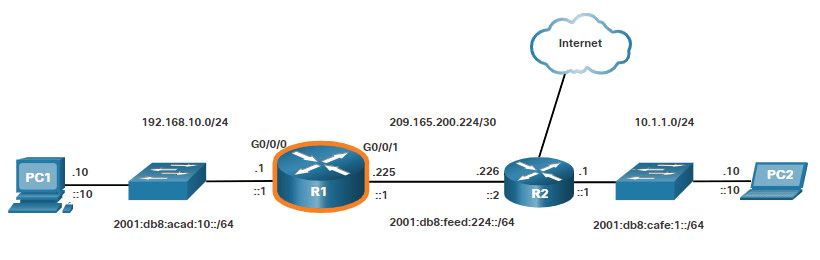 Internet
192.168.10.0/24
209.165.200.224/30
10.1.1.0/24
G0/0/0
G0/0/1
PC1
.10
.1
.225
.226
.1
.10
PC2
::10
::1
R1
::1
::2
R2
::1
::10
2001:db8:acad:10::/64
2001:db8:feed:224::/64
2001:db8:cafe:1::/64